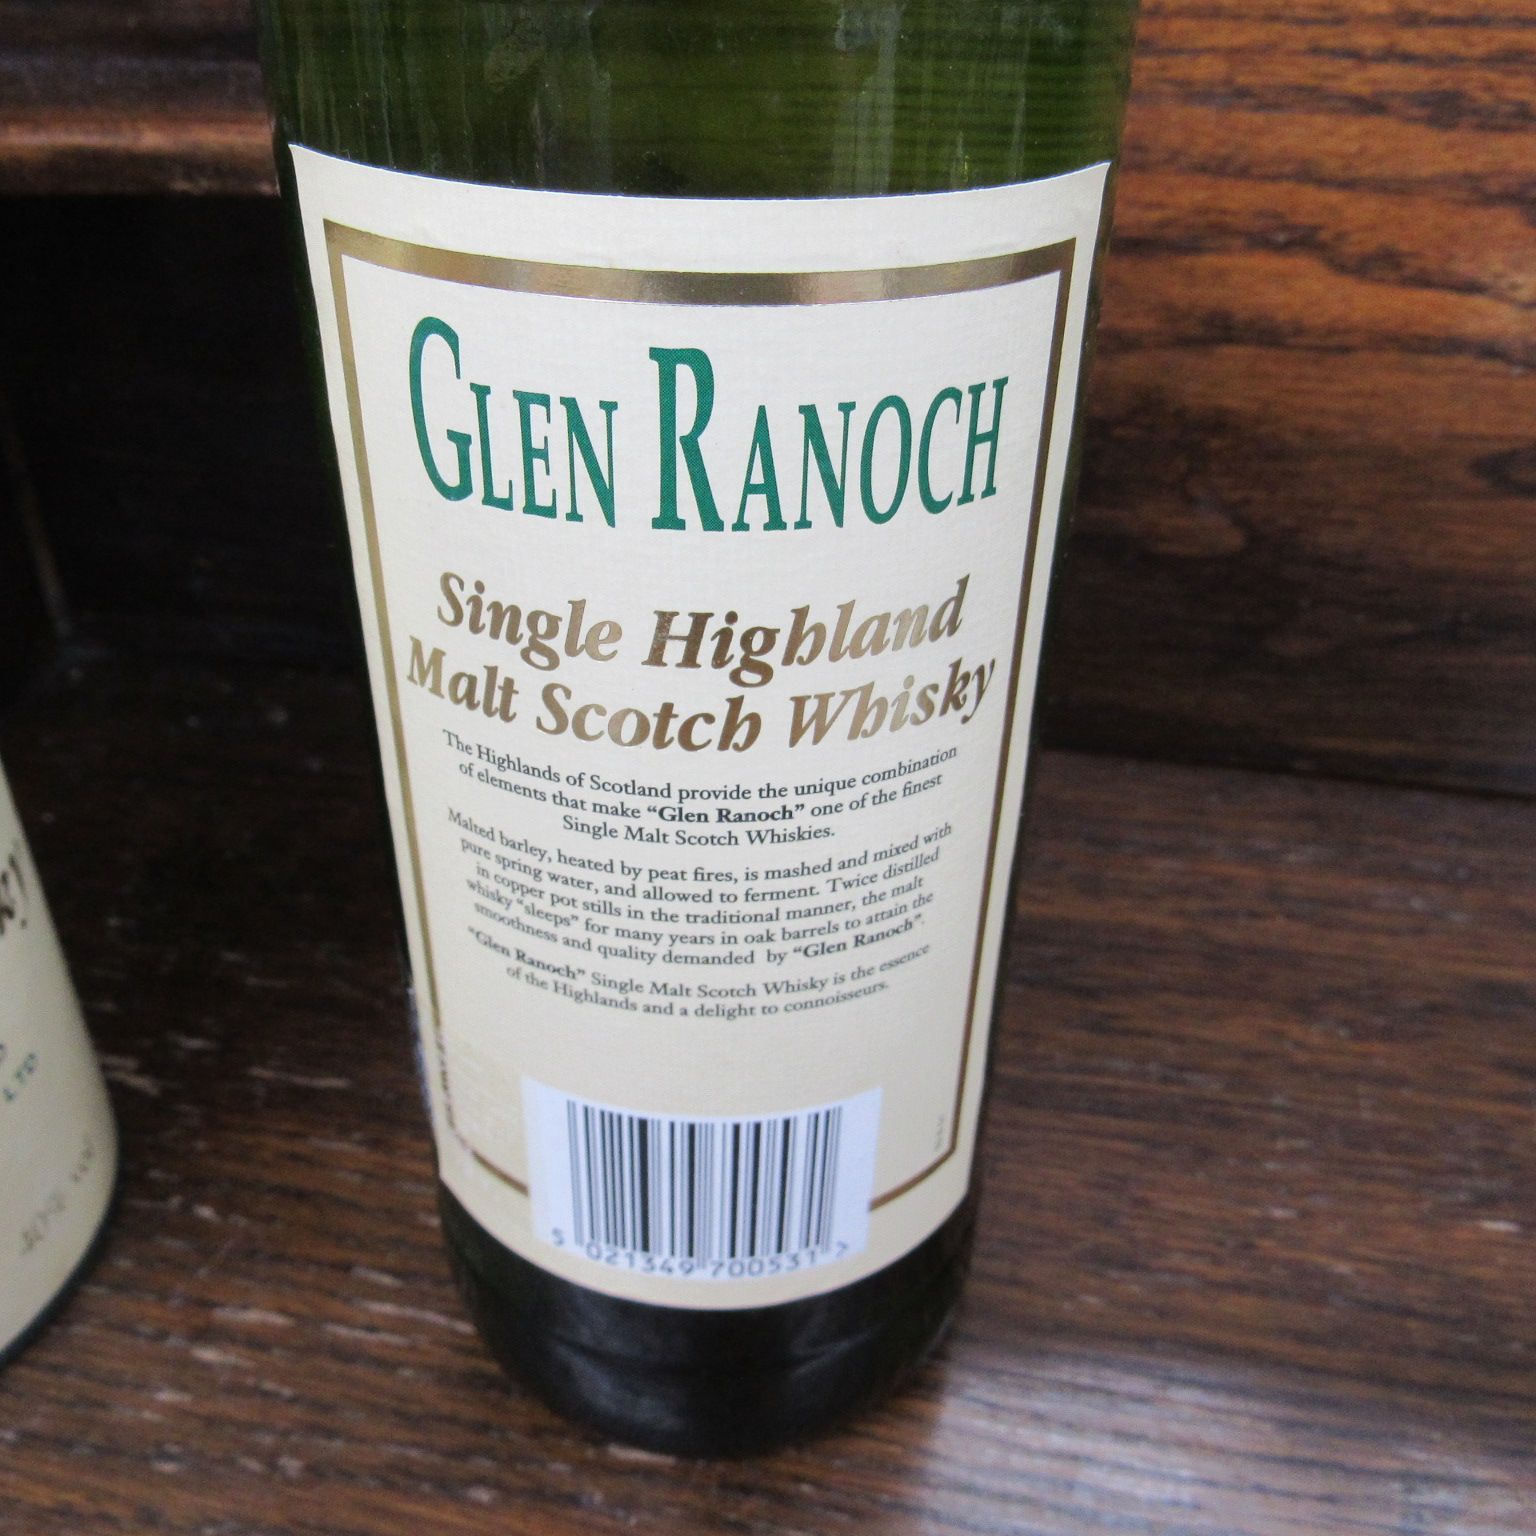 GLEN RANOCH
Single Highland
Malt Scotch Whisky
The Highlands of Scotland provide the unique combination
of elements that make “Glen Ranoch” one of the finest
Single Malt Scotch Whiskies.
Malted barley, heated by peat fires, is mashed and mixed with
pure spring water, and allowed to ferment. Twice distilled
in copper pot stills in the traditional manner, the malt
whisky “sleeps” for many years in oak barrels to attain the
smoothness and quality demanded by “Glen Ranoch”.
“Glen Ranoch” Single Malt Scotch Whisky is the essence
of the Highlands and a delight to connoisseurs.
5 021349 700531 >
LTD